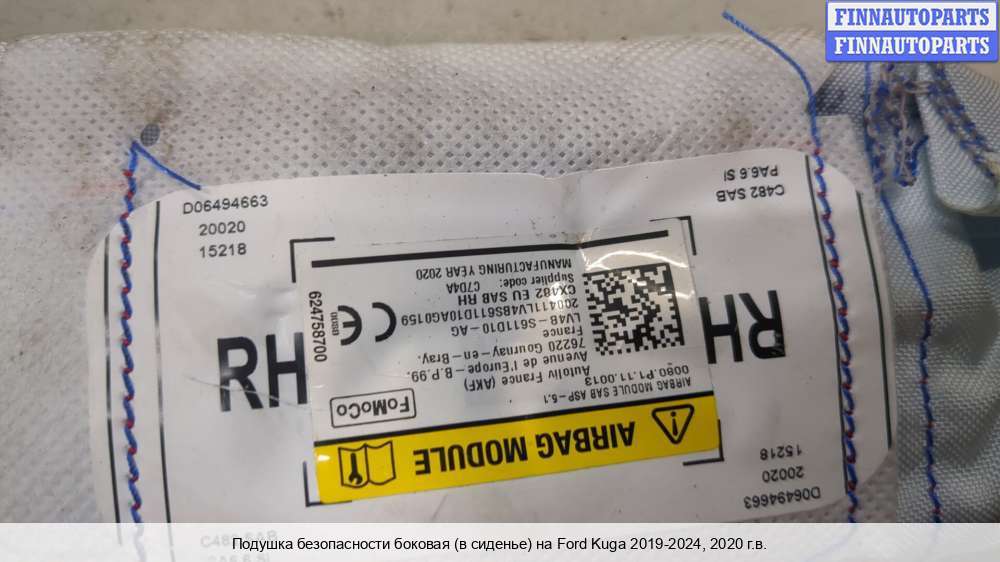 FINNAUTOPARTS
FINNAUTOPARTS
D06494663
20020
15218
RH
C482 SAB
PA6.6 SI
AIRBAG MODULE
FoMoCo
AIRBAG MODULE SAB ASP-5.1
0080.P1.11.0013
Autoliv France (AKF)
Avenue de l'Europe-B.P.99.
76220 Gournay-en-Bray.
France
LV4B-S611D10-AG
200411LV4BS611D10AG0159
CX482 EU SAB RH
Supplier code: C704A
MANUFACTURING YEAR 2020
CE
624758700
RH
D06494663
20020
15218
Подушка безопасности боковая (в сиденье) на Ford Kuga 2019-2024, 2020 г.в.